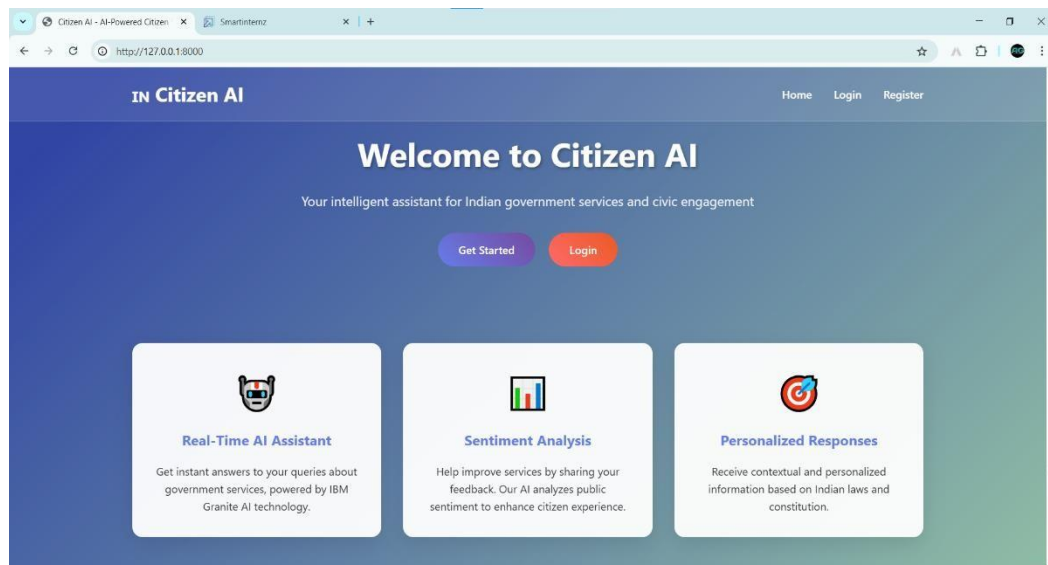 Citizen AI - AI-Powered Citizen
Smartinternz
http://127.0.0.1:8000
IN Citizen AI
Home Login Register
Welcome to Citizen AI
Your intelligent assistant for Indian government services and civic engagement
Get Started Login
Real-Time AI Assistant
Get instant answers to your queries about
government services, powered by IBM
Granite AI technology.
Sentiment Analysis
Help improve services by sharing your
feedback. Our AI analyzes public
sentiment to enhance citizen experience.
Personalized Responses
Receive contextual and personalized
information based on Indian laws and
constitution.